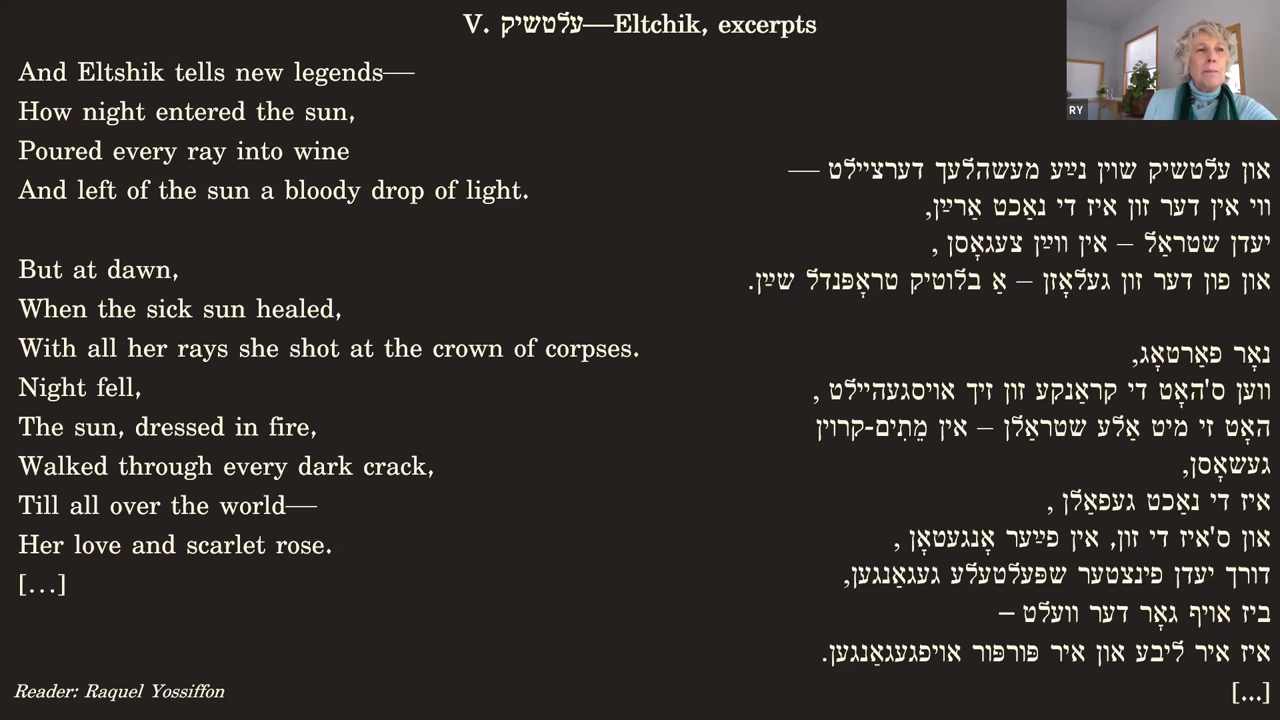 V. עלטשיק—Eltchik, excerpts
And Eltshik tells new legends—
How night entered the sun,
Poured every ray into wine
And left of the sun a bloody drop of light.
But at dawn,
When the sick sun healed,
With all her rays she shot at the crown of corpses.
Night fell,
The sun, dressed in fire,
Walked through every dark crack,
Till all over the world—
Her love and scarlet rose.
[...]
Reader: Raquel Yossiffon
RY
און עלטשיק שוין נײַע מעשהלעך דערציילט —
ווי אין דער זון איז די נאַכט אַרײַן,
יעדן שטראַל – אין ווײַן צעגאָסן ,
און פון דער זון געלאָזן – אַ בלוטיק טראָפּנדל שײַן.
נאָר פאַרטאָג,
ווען ס'האָט די קראַנקע זון זיך אויסגעהיילט ,
האָט זי מיט אַלע שטראַלן – אין מֵתִים-קרוין
געשאָסן,
איז די נאַכט געפאַלן ,
און ס'איז די זון, אין פײַער אָנגעטאָן ,
דורך יעדן פינצטער שפּעלטעלע געגאַנגען,
ביז אויף גאָר דער וועלט –
איז איר ליבע און איר פּורפּור אויפגעגאַנגען.
[...]